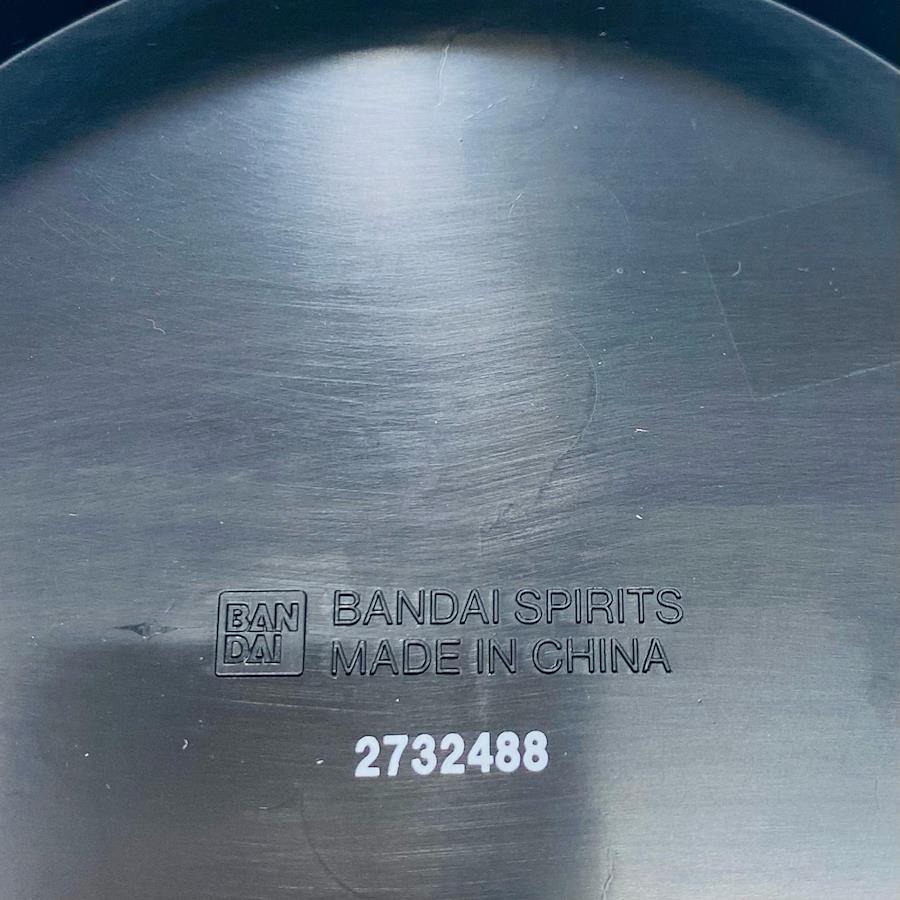 BAN
DAI
BANDAI SPIRITS
MADE IN CHINA
2732488